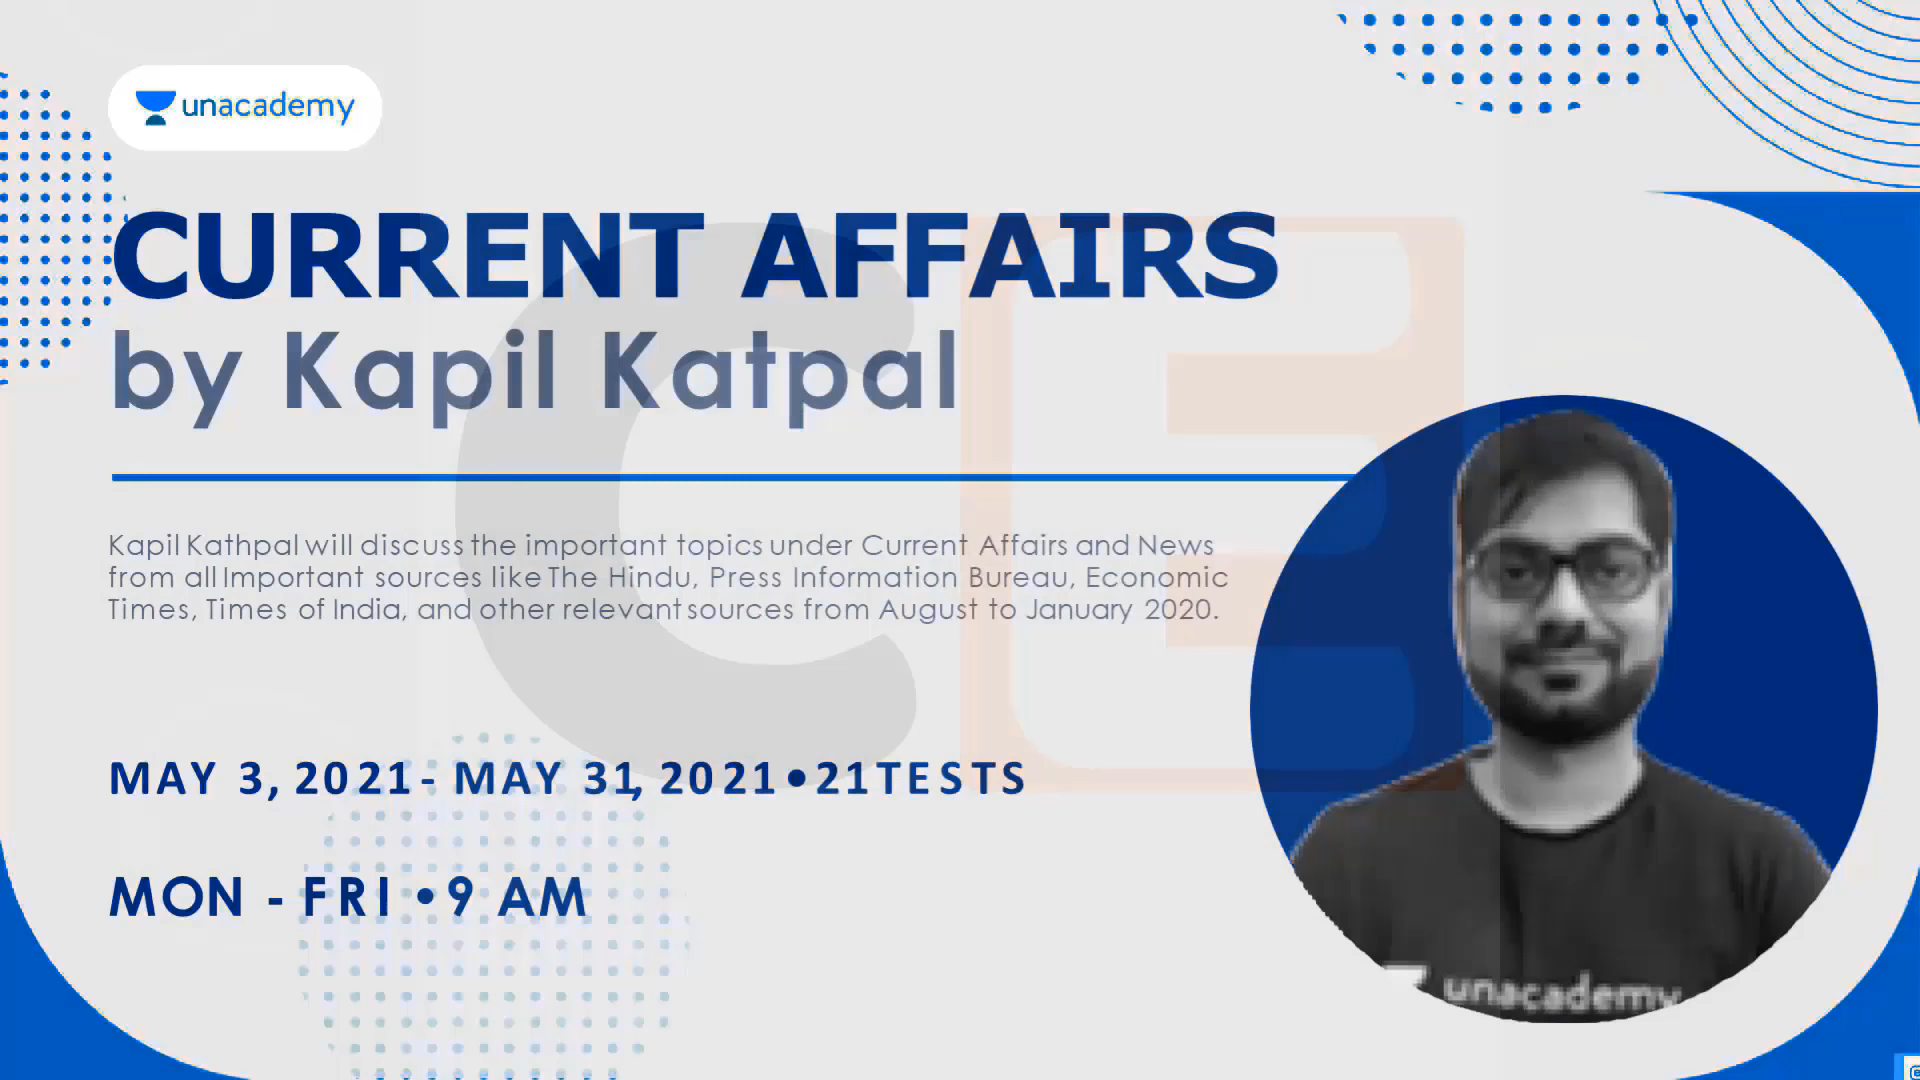 unacademy
CURRENT AFFAIRS
by Kapil Katpal
Kapil Kathpal will discuss the important topics under Current Affairs and News
from all Important sources like The Hindu, Press Information Bureau, Economic
Times, Times of India, and other relevant sources from August to January 2020.
MAY 3, 2021 - MAY 31, 2021 • 21 TESTS
MON - FRI • 9 AM
unacademy
CE